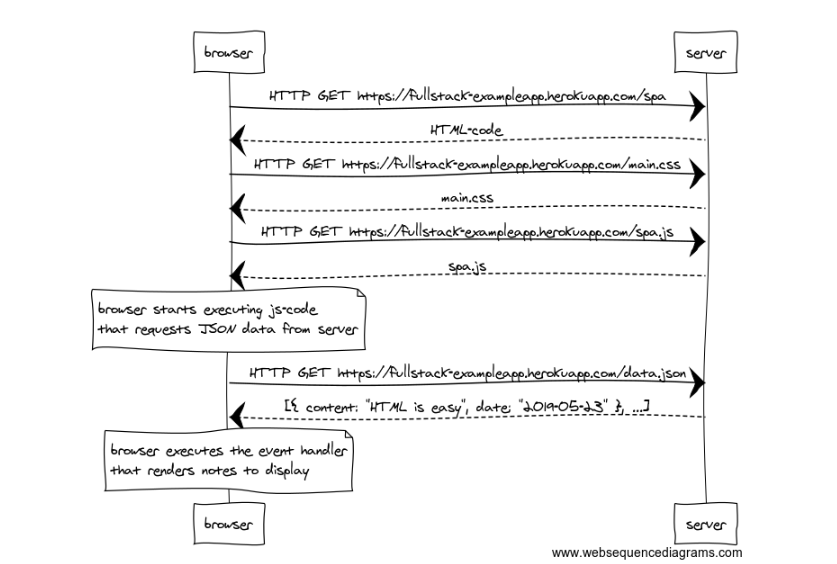 browser
server
HTTP GET https://fullstack-exampleapp.herokuapp.com/spa
HTML-code
HTTP GET https://fullstack-exampleapp.herokuapp.com/main.css
main.css
HTTP GET https://fullstack-exampleapp.herokuapp.com/spa.js
spa.js
browser starts executing js-code
that requests JSON data from server
HTTP GET https://fullstack-exampleapp.herokuapp.com/data.json
[{ content: "HTML is easy", date: "2019-05-23" }, ...]
browser executes the event handler
that renders notes to display
browser
server
www.websequencediagrams.com